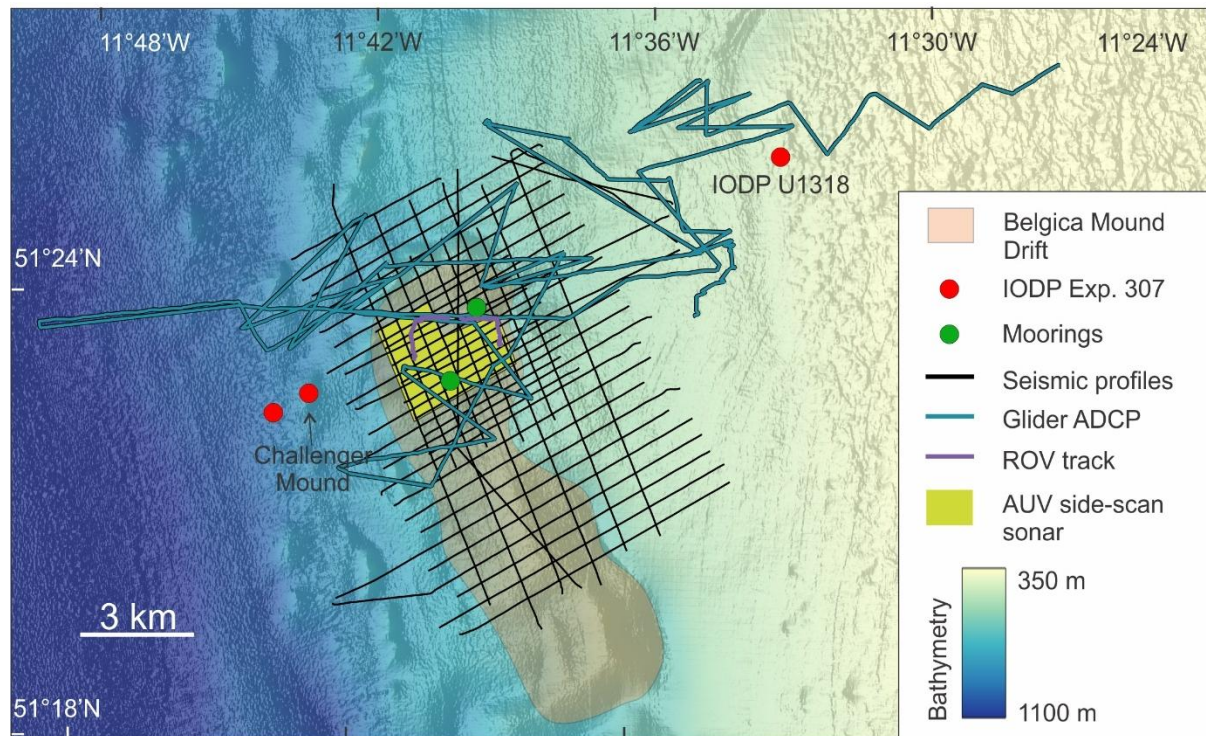 11°48'W
11°42'W
11°36'W
11°30'W
11°24'W
IODP U1318
51°24'N
Challenger
Mound
3 km
51°18'N
Belgica Mound
Drift
IODP Exp. 307
Moorings
Seismic profiles
Glider ADCP
ROV track
AUV side-scan
sonar
Bathymetry
350 m
1100 m